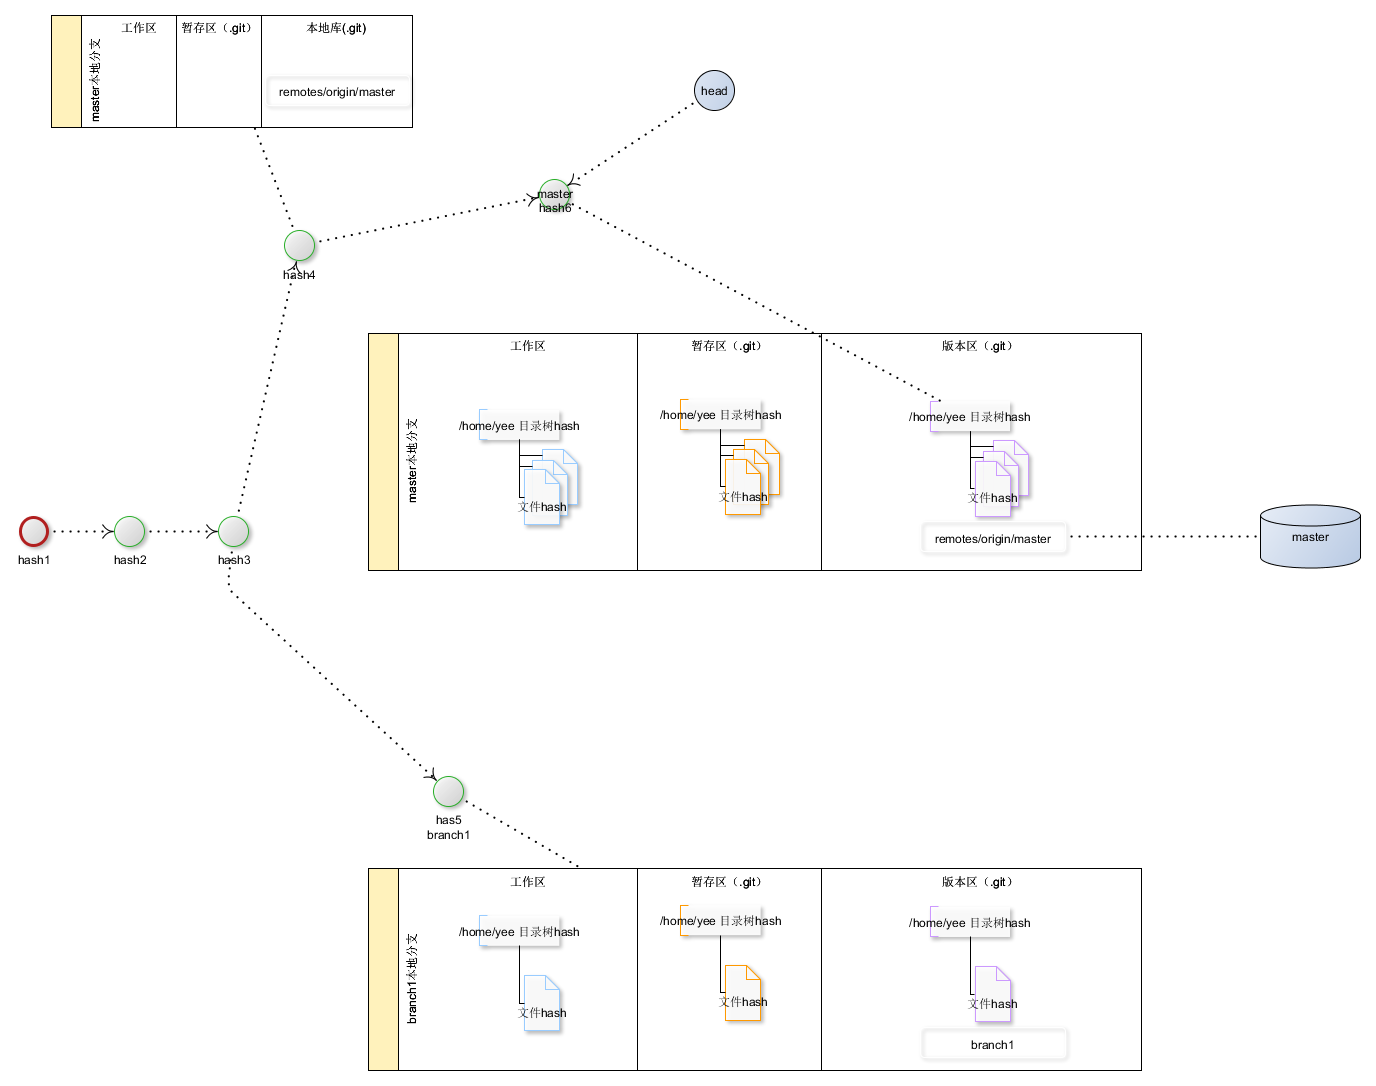 工作区
暂存区（.git）
本地库(.git)
master本地分支
remotes/origin/master
head
master
hash6
hash4
工作区
暂存区（.git）
版本区（.git）
master本地分支
/home/yee 目录树hash
/home/yee 目录树hash
/home/yee 目录树hash
文件hash
文件hash
文件hash
remotes/origin/master
master
hash1
hash2
hash3
has5
branch1
工作区
暂存区（.git）
版本区（.git）
branch1本地分支
/home/yee 目录树hash
/home/yee 目录树hash
/home/yee 目录树hash
文件hash
文件hash
文件hash
branch1